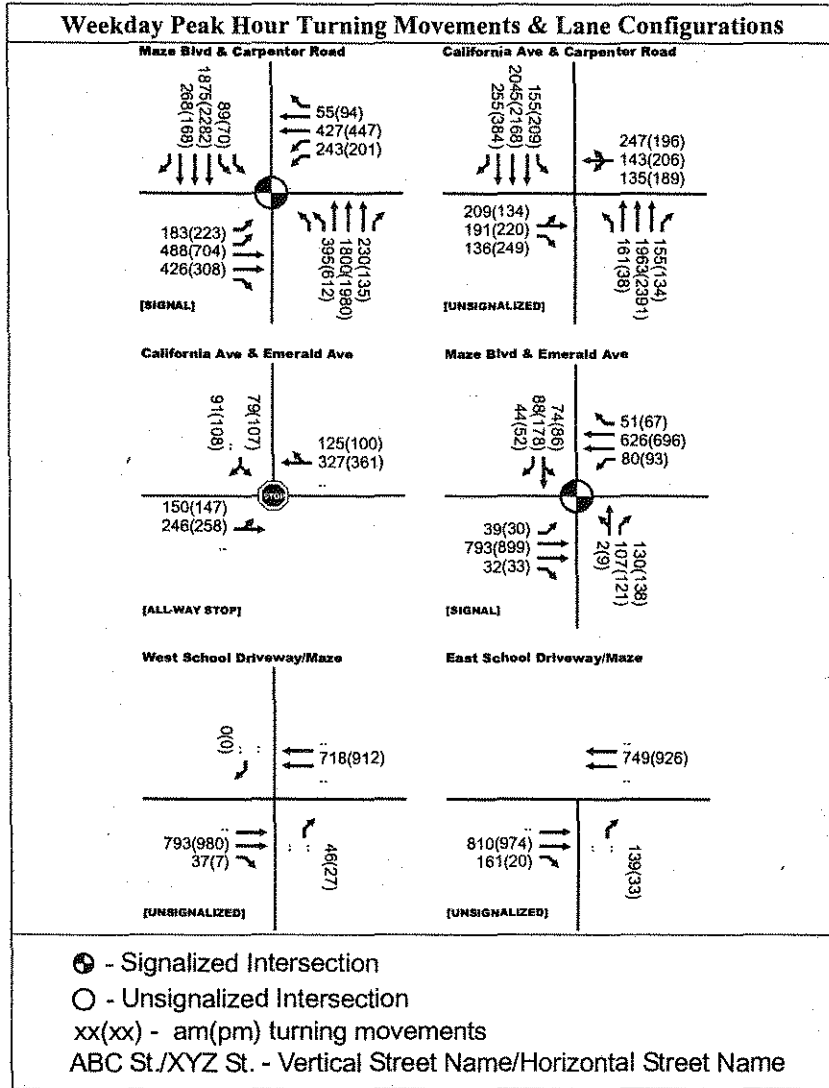 Weekday Peak Hour Turning Movements & Lane Configurations
Maze Blvd & Carpenter Road
268(168)
1875(2282)
89(70)
55(94)
427(447)
243(201)
183(223)
488(704)
426(308)
395(612)
1800(1980)
230(135)
[SIGNAL]
California Ave & Carpenter Road
255(384)
2045(2168)
155(209)
247(196)
143(206)
135(189)
209(134)
191(220)
136(249)
161(38)
1963(2391)
155(134)
[UNSIGNALIZED]
California Ave & Emerald Ave
91(108)
79(107)
125(100)
327(361)
150(147)
246(258)
STOP
[ALL-WAY STOP]
Maze Blvd & Emerald Ave
44(52)
88(178)
74(86)
51(67)
626(696)
80(93)
39(30)
793(899)
32(33)
2(9)
107(121)
130(138)
[SIGNAL]
West School Driveway/Maze
0(0)
718(912)
793(980)
37(7)
46(27)
[UNSIGNALIZED]
East School Driveway/Maze
749(926)
810(974)
161(20)
139(33)
[UNSIGNALIZED]
- Signalized Intersection
- Unsignalized Intersection
xx(xx) - am(pm) turning movements
ABC St./XYZ St. - Vertical Street Name/Horizontal Street Name